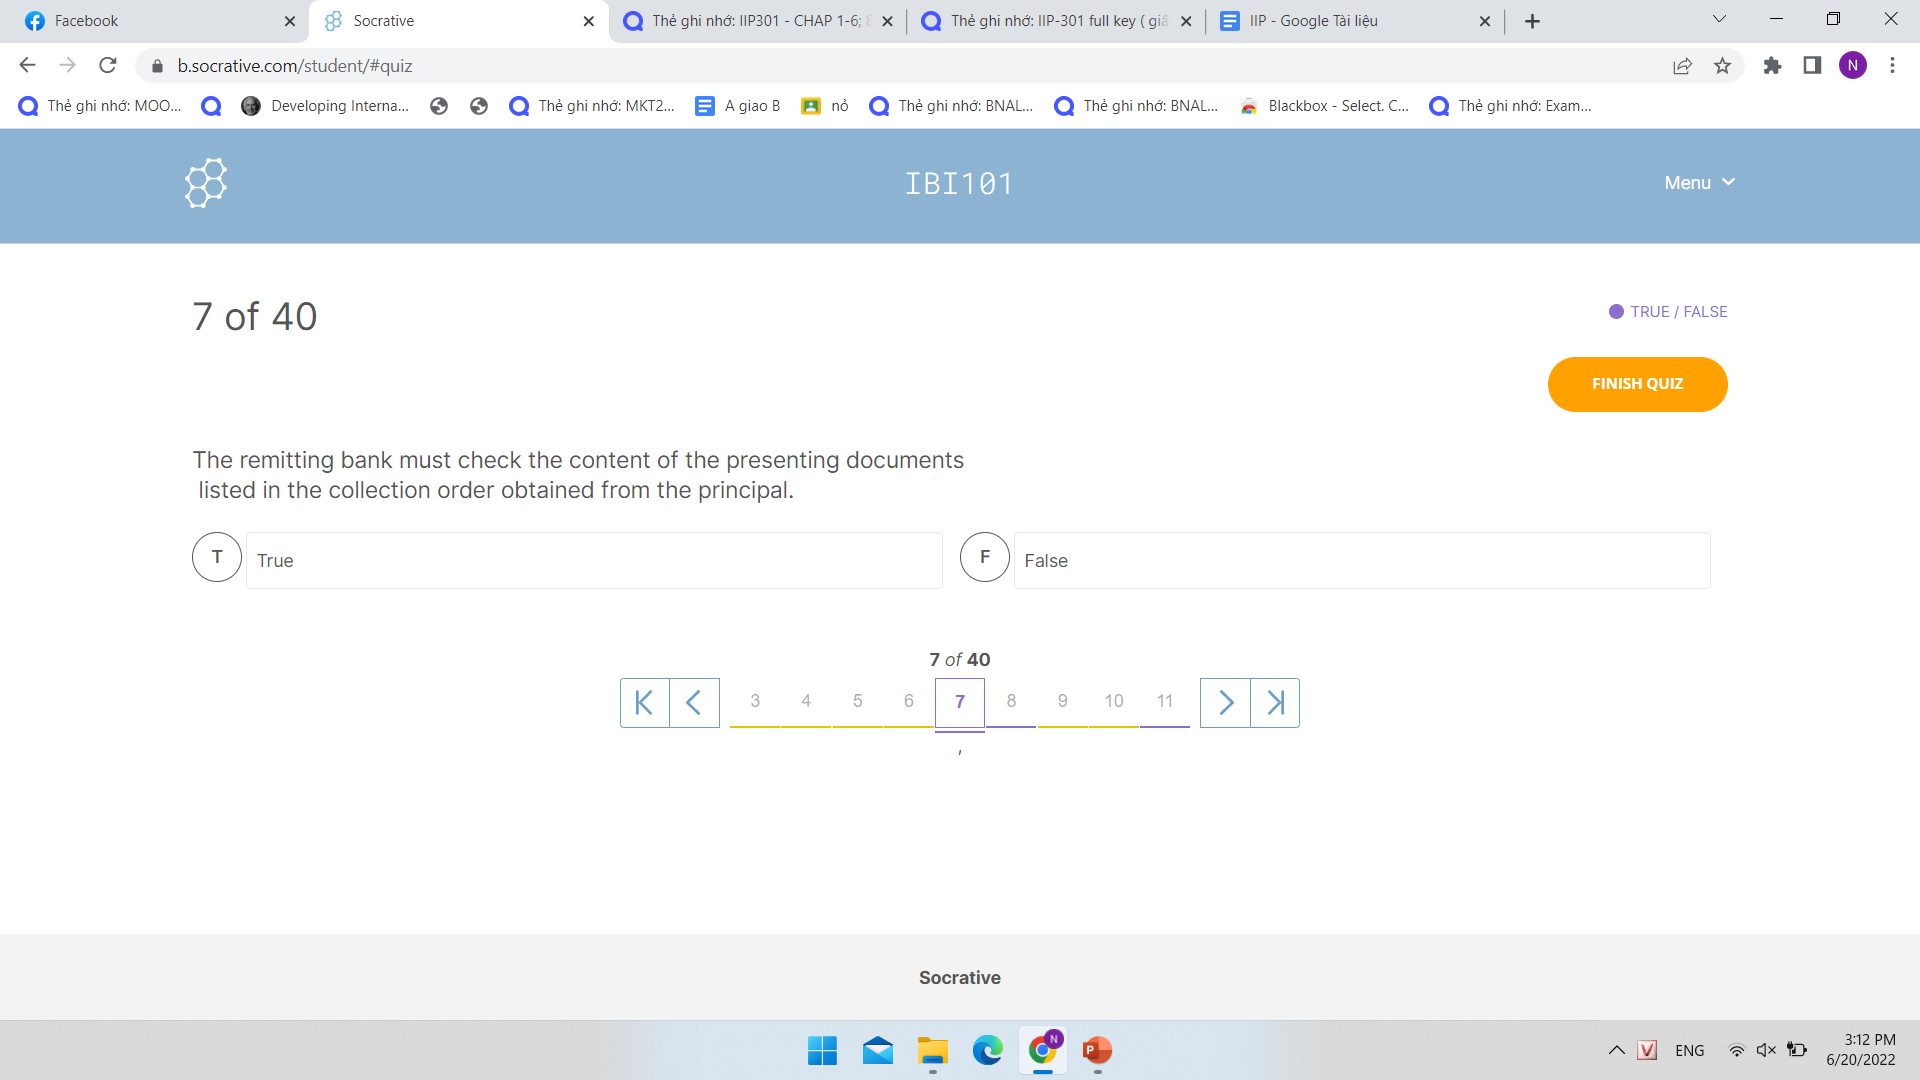 Facebook
Socrative
Thẻ ghi nhớ: IIP301 - CHAP 1-6; 8
Thẻ ghi nhớ: IIP-301 full key ( giấ
IIP - Google Tài liệu
b.socrative.com/student/#quiz
N
Thẻ ghi nhớ: MOO...
Developing Interna...
Thẻ ghi nhớ: MKT2...
A giao B
nỏ
Thẻ ghi nhớ: BNAL...
Thẻ ghi nhớ: BNAL...
Blackbox - Select. C...
Thẻ ghi nhớ: Exam...
IBI101
Menu
7 of 40
TRUE / FALSE
FINISH QUIZ
The remitting bank must check the content of the presenting documents
listed in the collection order obtained from the principal.
T
True
F
False
7 of 40
3 4 5 6 7 8 9 10 11
,
Socrative
N
P
V
ENG
3:12 PM
6/20/2022